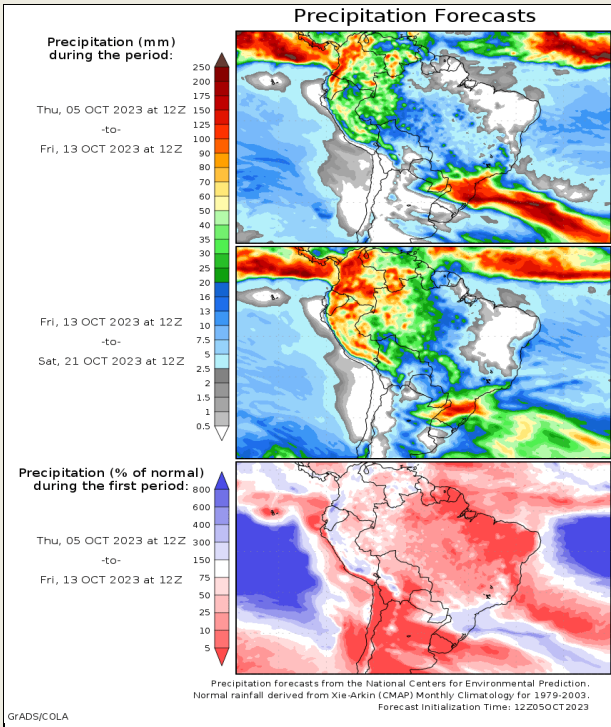 Precipitation Forecasts
Precipitation (mm)
during the period:
Thu, 05 OCT 2023 at 12Z
-to-
Fri, 13 OCT 2023 at 12Z
250
200
175
150
125
100
90
80
70
60
50
40
35
30
25
20
16
13
10
7.5
5
2.5
2
1.5
1
0.5
Fri, 13 OCT 2023 at 12Z
-to-
Sat, 21 OCT 2023 at 12Z
Precipitation (% of normal)
during the first period:
Thu, 05 OCT 2023 at 12Z
-to-
Fri, 13 OCT 2023 at 12Z
800
600
400
300
150
75
50
25
10
5
Precipitation forecasts from the National Centers for Environmental Prediction.
Normal rainfall derived from Xie-Arkin (CMAP) Monthly Climatology for 1979-2003.
Forecast Initialization Time: 12Z05OCT2023
GrADS/COLA